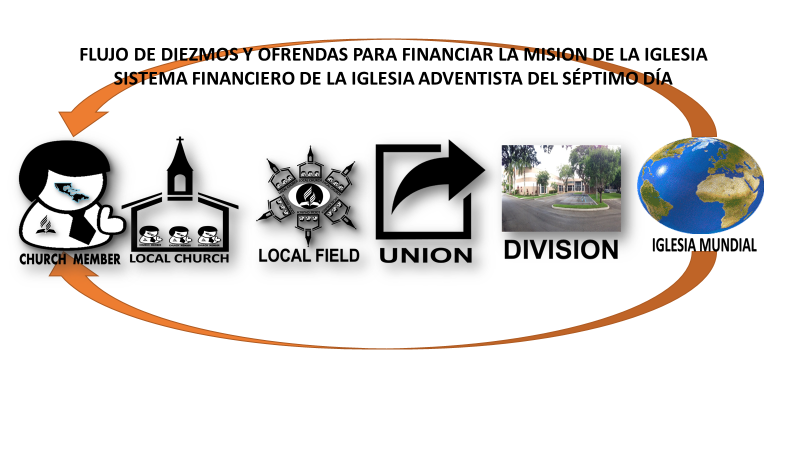 FLUJO DE DIEZMOS Y OFRENDAS PARA FINANCIAR LA MISION DE LA IGLESIA
SISTEMA FINANCIERO DE LA IGLESIA ADVENTISTA DEL SÉPTIMO DÍA
CHURCH MEMBER
LOCAL CHURCH
LOCAL FIELD
UNION
DIVISION
IGLESIA MUNDIAL